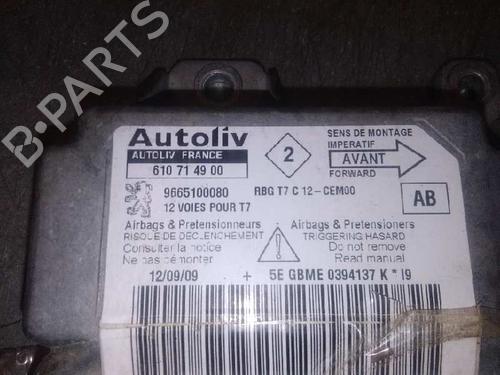 B-PARTS
Autoliv
AUTOLIV FRANCE
610 71 49 00
2
SENS DE MONTAGE
IMPERATIF
AVANT
FORWARD
9665100080
RBG T7 C 12-CEM00
12 VOIES POUR T7
AB
Airbags & Pretensionneurs
RISQUE DE DECLENCHEMENT
Consulter la notice
Ne pas démonter
!
Airbags & Pretensioners
TRIGGERING HASARD
Do not remove
Read manual
12/09/09 + 5E GBME 0394137 K * I9